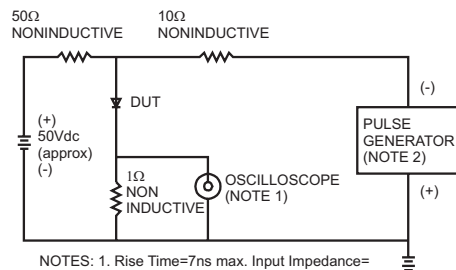 50Ω
NONINDUCTIVE
10Ω
NONINDUCTIVE
(+)
50Vdc
(approx)
(-)
DUT
1Ω
NON
INDUCTIVE
OSCILLOSCOPE
(NOTE 1)
(-)
PULSE
GENERATOR
(NOTE 2)
(+)
NOTES: 1. Rise Time=7ns max. Input Impedance=